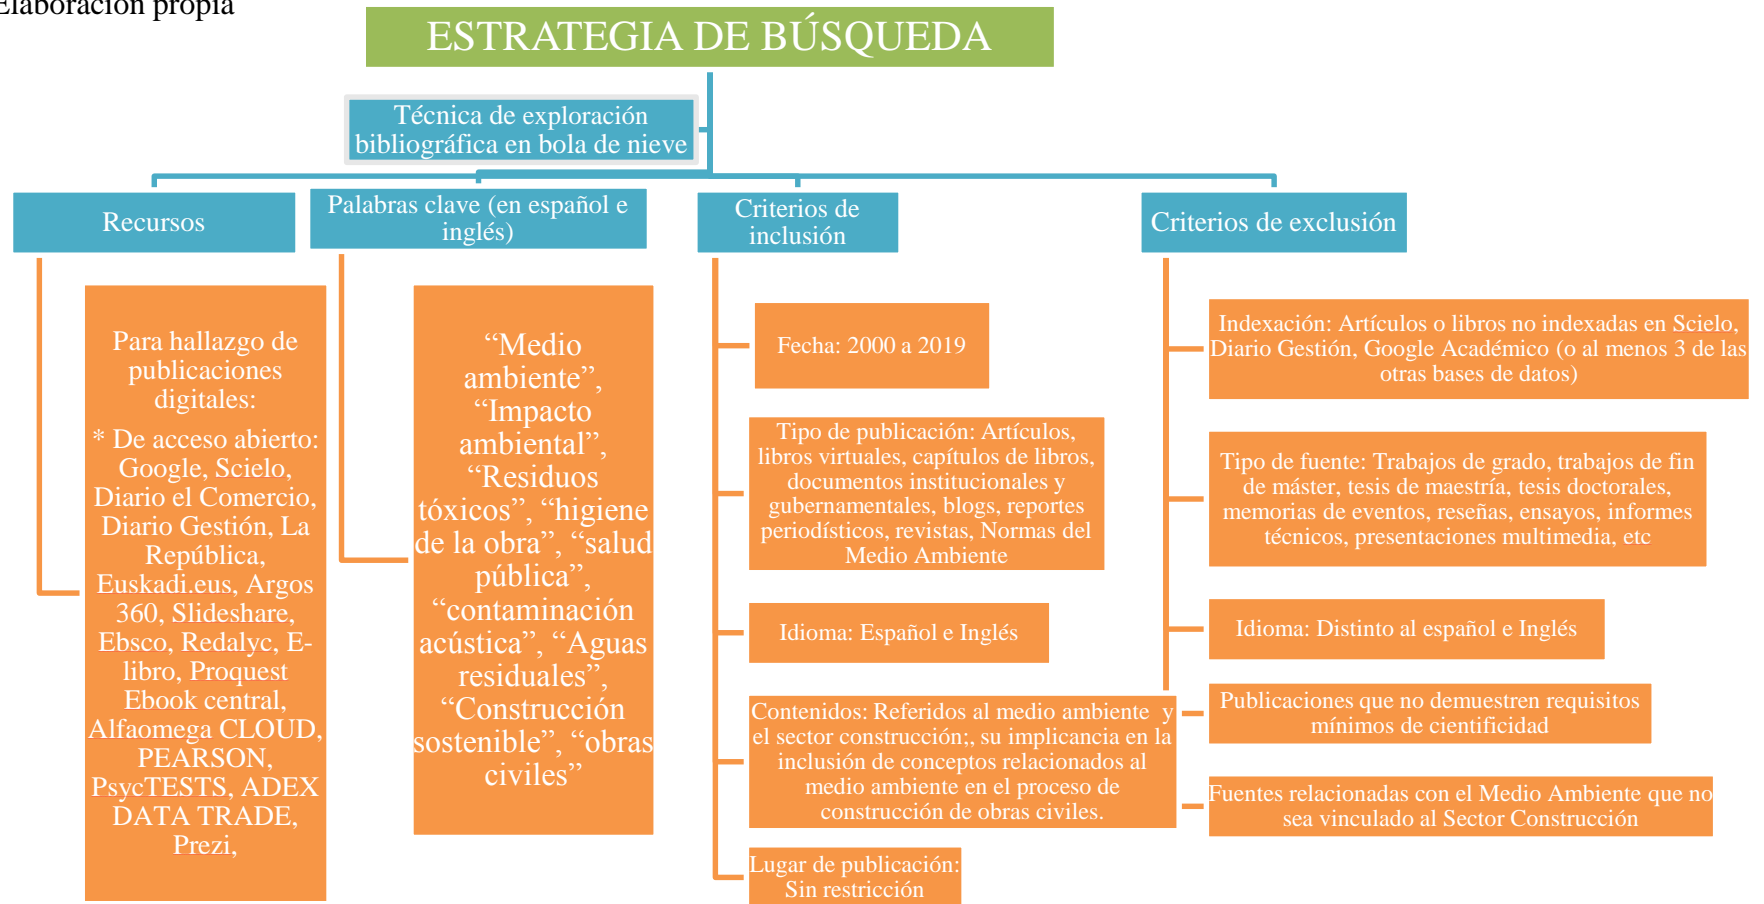 Elaboración propia
ESTRATEGIA DE BÚSQUEDA
Técnica de exploración
bibliográfica en bola de nieve
Recursos
Para hallazgo de
publicaciones
digitales:
* De acceso abierto:
Google, Scielo,
Diario el Comercio,
Diario Gestión, La
República,
Euskadi.eus, Argos
360, Slideshare,
Ebsco, Redalyc, E-
libro, Proquest
Ebook central,
Alfaomega CLOUD,
PEARSON,
PsycTESTS, ADEX
DATA TRADE,
Prezi,
Palabras clave (en español e
inglés)
“Medio
ambiente”,
“Impacto
ambiental”,
“Residuos
tóxicos”, “higiene
de la obra”, “salud
pública”,
“contaminación
acústica”, “Aguas
residuales”,
“Construcción
sostenible”, “obras
civiles”
Criterios de
inclusión
Fecha: 2000 a 2019
Tipo de publicación: Artículos,
libros virtuales, capítulos de libros,
documentos institucionales y
gubernamentales, blogs, reportes
periodísticos, revistas, Normas del
Medio Ambiente
Idioma: Español e Inglés
Contenidos: Referidos al medio ambiente y
el sector construcción;, su implicancia en la
inclusión de conceptos relacionados al
medio ambiente en el proceso de
construcción de obras civiles.
Lugar de publicación:
Sin restricción
Criterios de exclusión
Indexación: Artículos o libros no indexadas en Scielo,
Diario Gestión, Google Académico (o al menos 3 de las
otras bases de datos)
Tipo de fuente: Trabajos de grado, trabajos de fin
de máster, tesis de maestría, tesis doctorales,
memorias de eventos, reseñas, ensayos, informes
técnicos, presentaciones multimedia, etc
Idioma: Distinto al español e Inglés
Publicaciones que no demuestren requisitos
mínimos de cientificidad
Fuentes relacionadas con el Medio Ambiente que no
sea vinculado al Sector Construcción